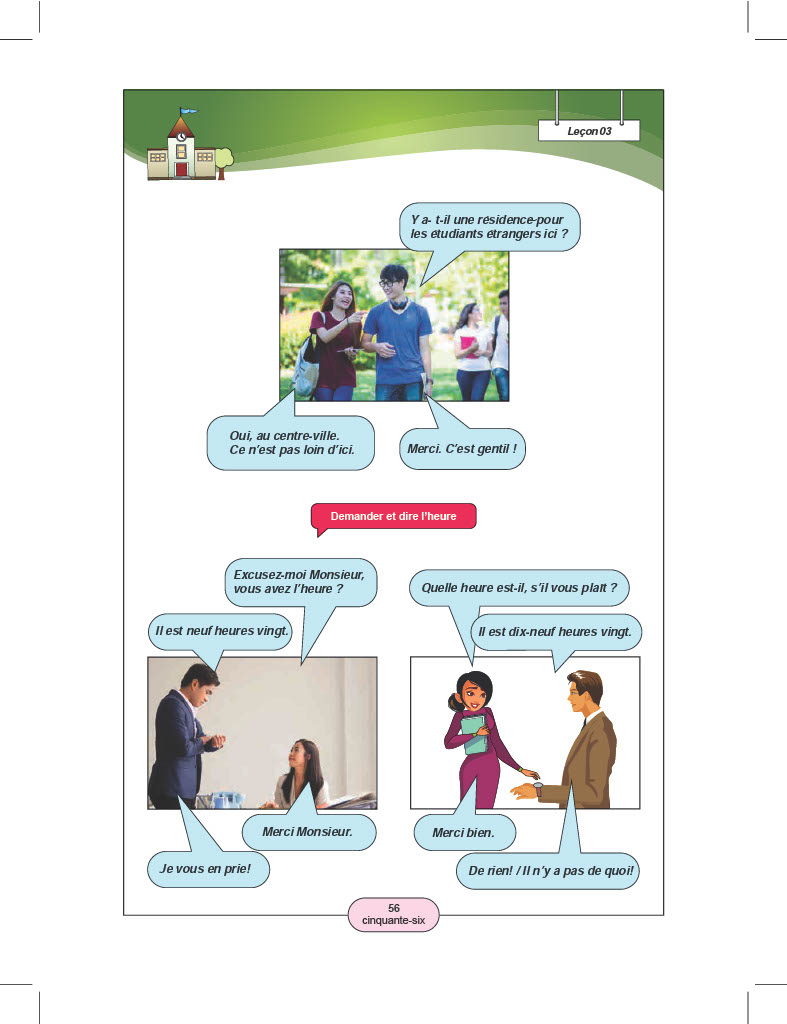 Leçon 03
Y a- t-il une résidence-pour
les étudiants étrangers ici ?
Oui, au centre-ville.
Ce n'est pas loin d'ici.
Merci. C'est gentil !
Demander et dire l'heure
Excusez-moi Monsieur,
vous avez l'heure ?
Il est neuf heures vingt.
Merci Monsieur.
Je vous en prie!
Quelle heure est-il, s'il vous plaît ?
Il est dix-neuf heures vingt.
Merci bien.
De rien! / Il n'y a pas de quoi!
56
cinquante-six